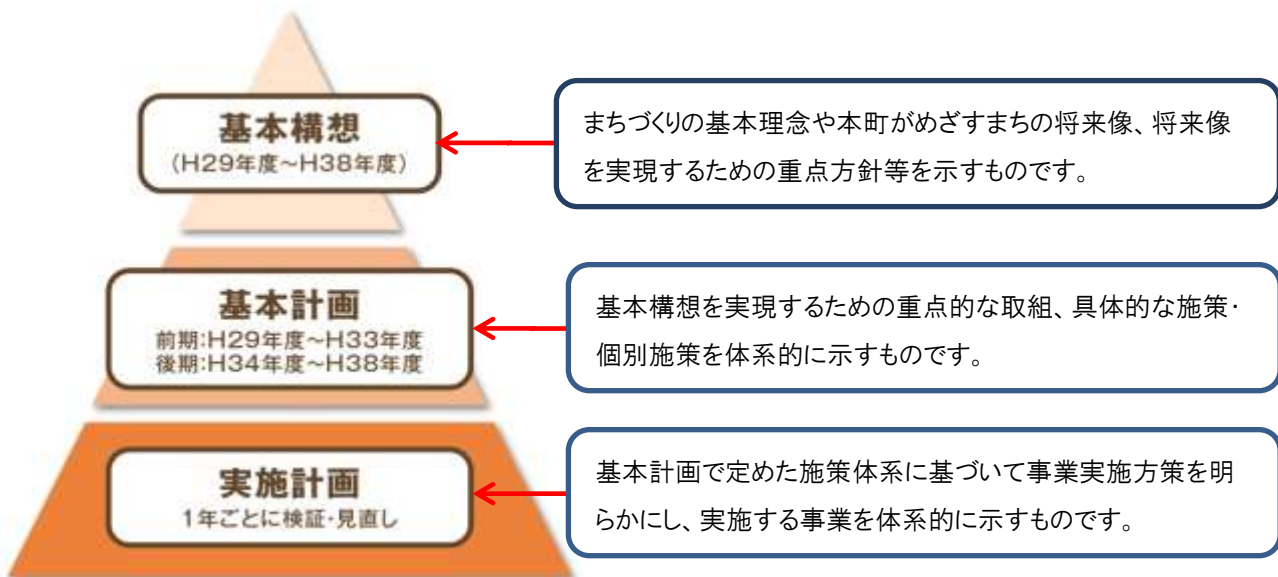 基本構想
（H29年度～H38年度）
まちづくりの基本理念や本町がめざすまちの将来像、将来像
を実現するための重点方針等を示すものです。
基本計画
前期：H29年度～H33年度
後期：H34年度～H38年度
基本構想を実現するための重点的な取組、具体的な施策・
個別施策を体系的に示すものです。
実施計画
1年ごとに検証・見直し
基本計画で定めた施策体系に基づいて事業実施方策を明
らかにし、実施する事業を体系的に示すものです。